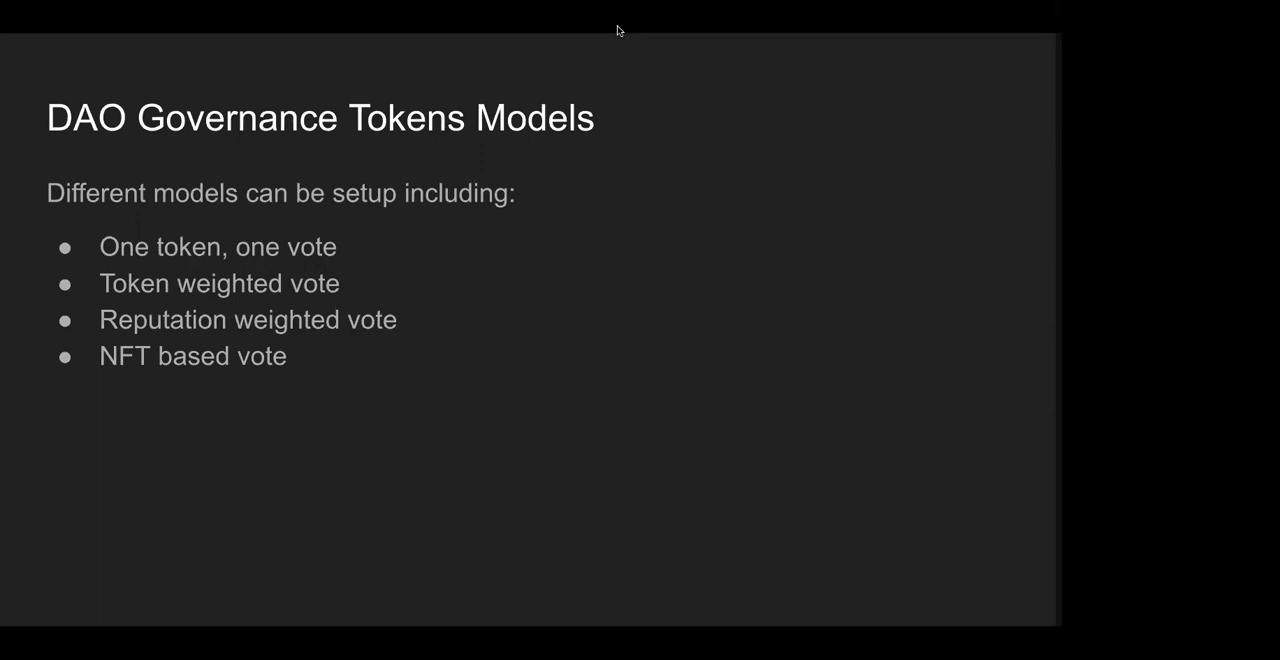 DAO Governance Tokens Models
Different models can be setup including:
● One token, one vote
● Token weighted vote
● Reputation weighted vote
● NFT based vote